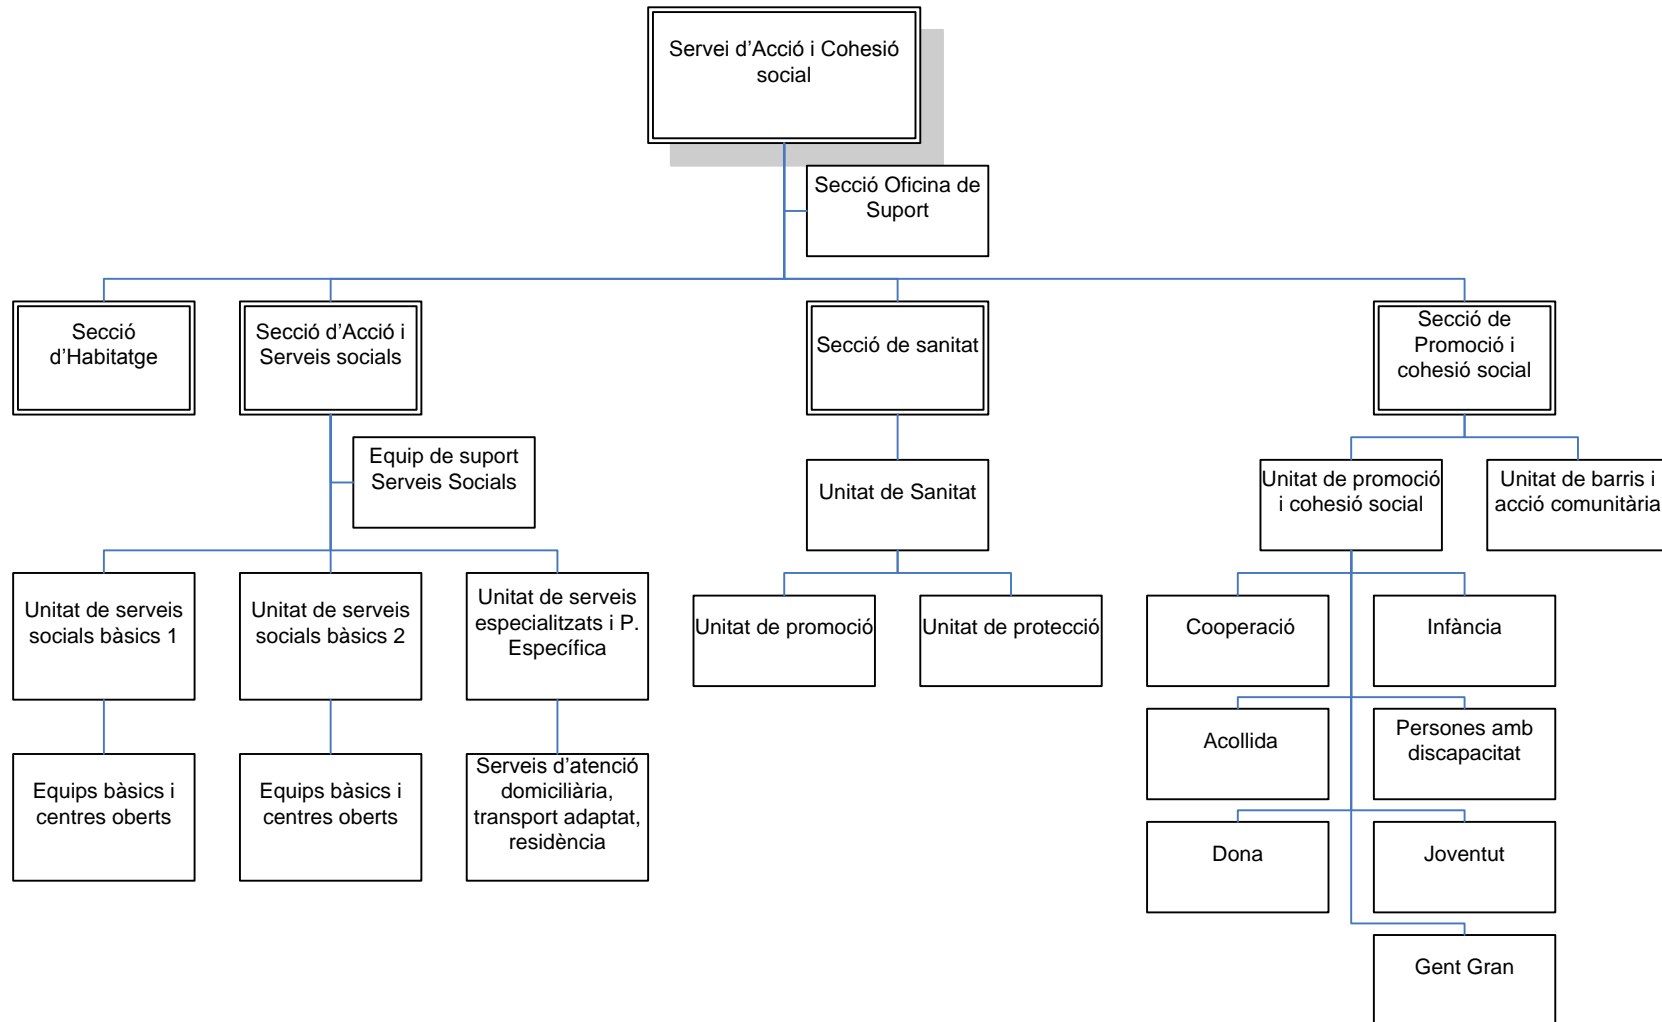 Servei d’Acció i Cohesió
social
Secció Oficina de
Suport
Secció
d’Habitatge
Secció d’Acció i
Serveis socials
Secció de sanitat
Secció de
Promoció i
cohesió social
Equip de suport
Serveis Socials
Unitat de Sanitat
Unitat de promoció
i cohesió social
Unitat de barris i
acció comunitària
Unitat de serveis
socials bàsics 1
Unitat de serveis
socials bàsics 2
Unitat de serveis
especialitzats i P.
Específica
Unitat de promoció
Unitat de protecció
Cooperació
Infància
Acollida
Persones amb
discapacitat
Equips bàsics i
centres oberts
Equips bàsics i
centres oberts
Serveis d’atenció
domiciliària,
transport adaptat,
residència
Dona
Joventut
Gent Gran